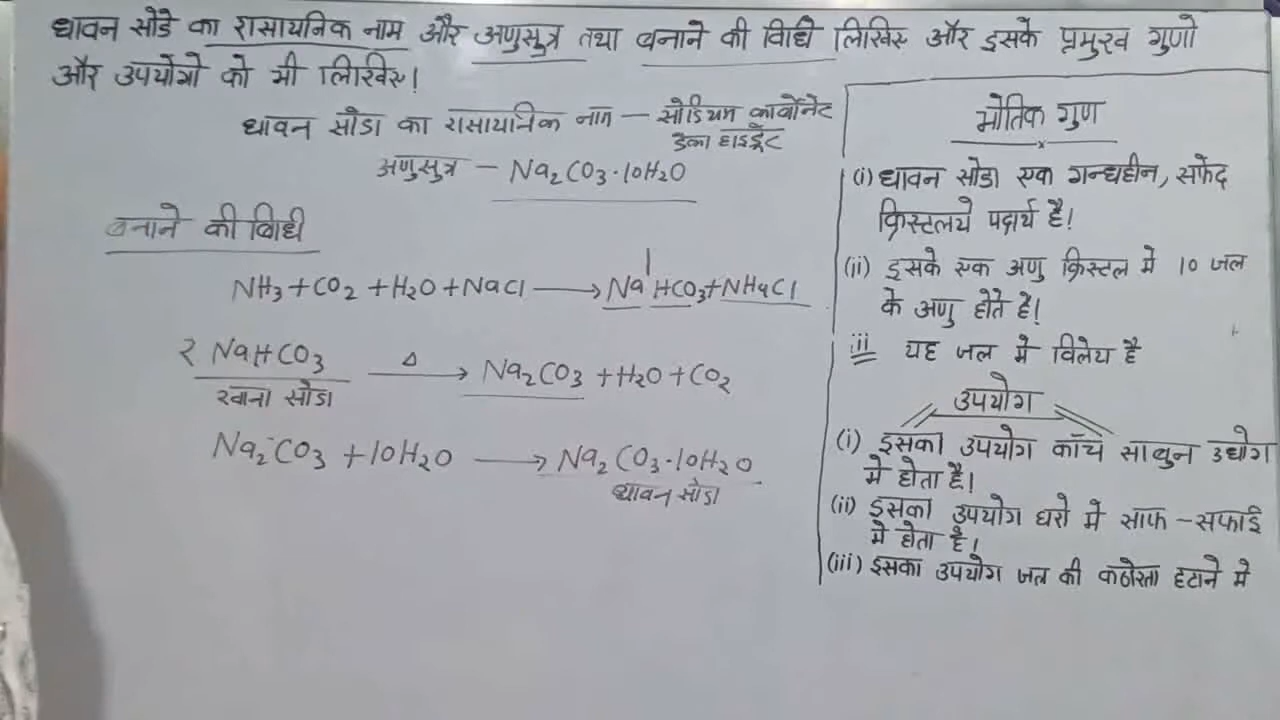 धावन सोडे का रासायनिक नाम और अणुसुत्र तथा बनाने की विधि लिखिए और इसके प्रमुख गुणो
और उपयोगो को भी लिखिए।
धावन सोडा का रासायनिक नाम — सोडियम कार्बोनेट
डेका हाइड्रेट
अणुसुत्र — Na₂CO₃·10H₂O
बनाने की विधी
NH₃+CO₂+H₂O+NaCl ⟶ NaHCO₃+NH₄Cl
2 NaHCO₃ —Δ→ Na₂CO₃+H₂O+CO₂
खाना सोडा
Na₂CO₃+10H₂O ⟶ Na₂CO₃·10H₂O
धावन सोडा
भौतिक गुण
(i) धावन सोडा एक गन्धहीन, सफेद
क्रिस्टलये पदार्थ है।
(ii) इसके एक अणु क्रिस्टल मे 10 जल
के अणु होते है।
iii यह जल मे विलेय है
उपयोग
(i) इसका उपयोग काँच साबुन उधोग
मे होता है।
(ii) इसका उपयोग घरो मे साफ-सफाई
मे होता है।
(iii) इसका उपयोग जल की कठोरता हटाने मे